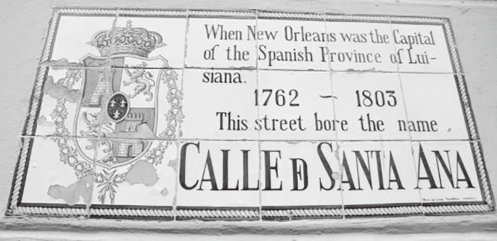 When New Orleans was the Capital
of the Spanish Province of Lui-
siana.
1762 ~ 1803
This street bore the name
CALLE D SANTA ANA